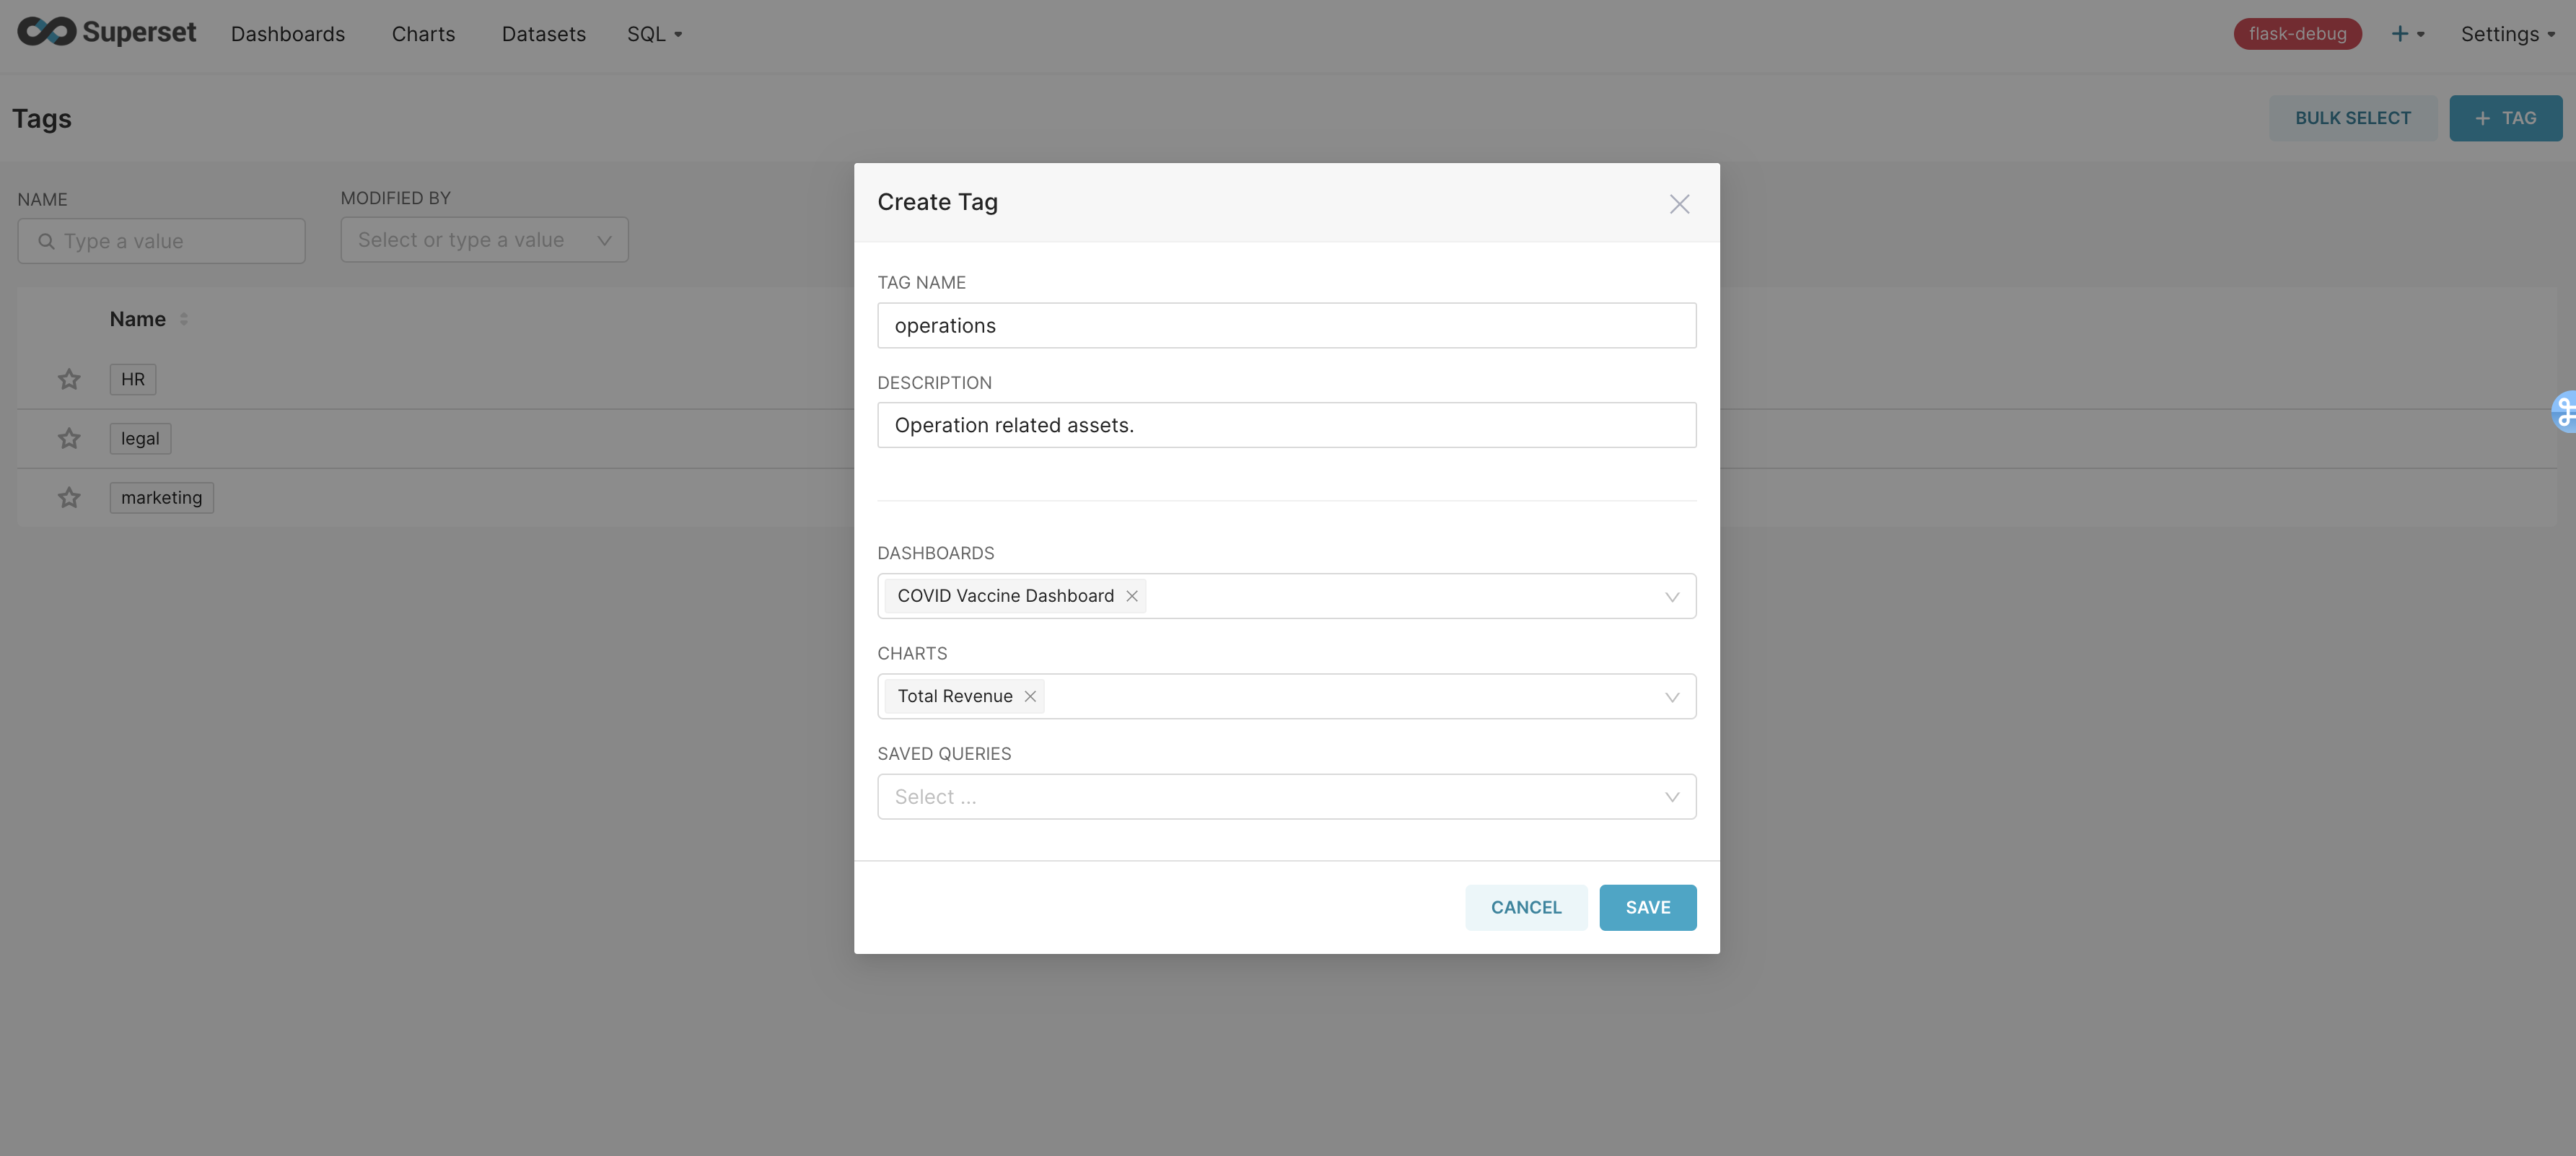 Superset Dashboards Charts Datasets SQL flask-debug + Settings
Tags BULK SELECT + TAG
NAME MODIFIED BY
Type a value Select or type a value
Name
HR
legal
marketing
Create Tag
TAG NAME
operations
DESCRIPTION
Operation related assets.
DASHBOARDS
COVID Vaccine Dashboard
CHARTS
Total Revenue
SAVED QUERIES
Select ...
CANCEL SAVE